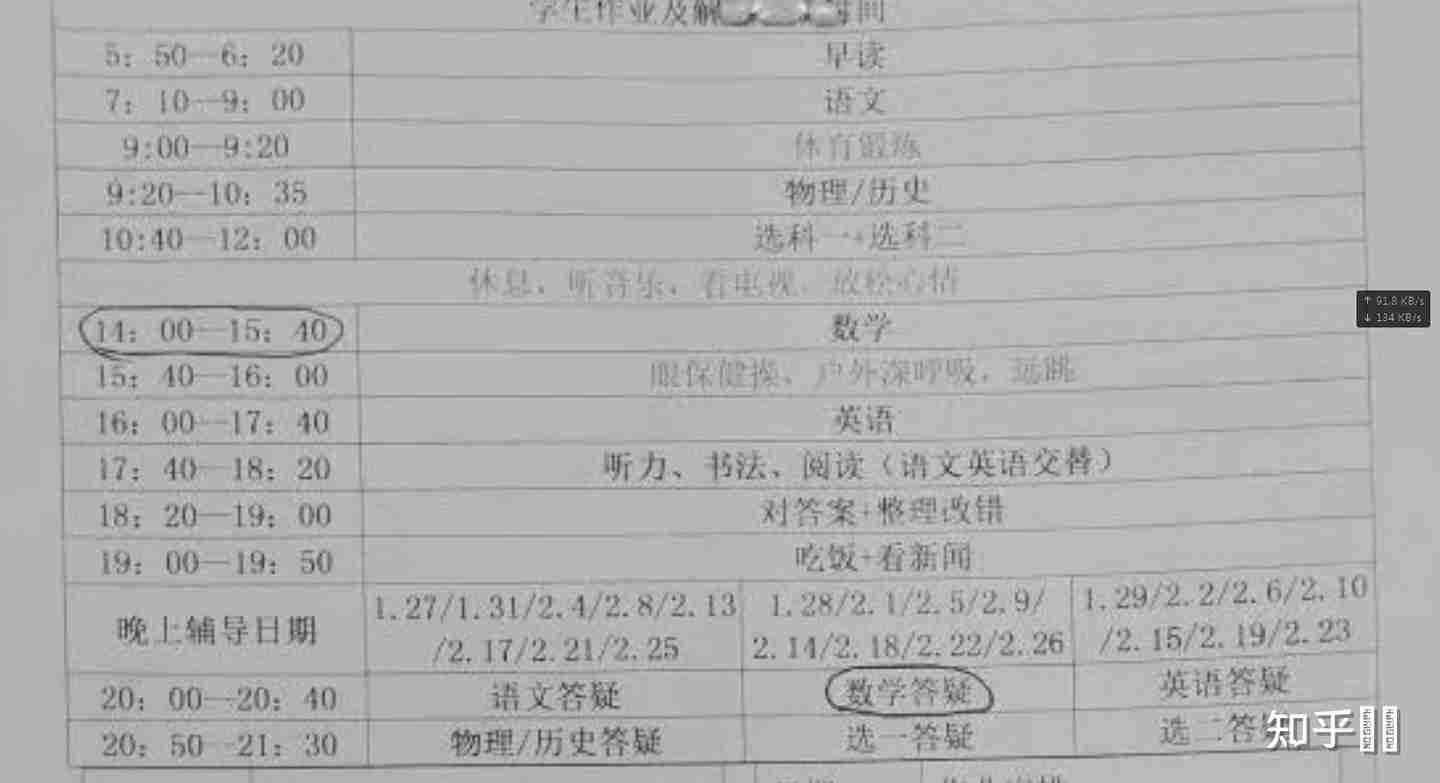 学生作业及解 时间
5：50—6：20 早读
7：10—9：00 语文
9:00—9:20 体育锻炼
9:20—10：35 物理/历史
10:40—12：00 选科一+选科二
休息、听音乐、看电视、放松心情
14：00—15：40 数学
15：40—16：00 眼保健操、户外深呼吸、远眺
16：00—17：40 英语
17：40—18：20 听力、书法、阅读（语文英语交替）
18：20—19：00 对答案+整理改错
19：00—19：50 吃饭+看新闻
晚上辅导日期 1.27/1.31/2.4/2.8/2.13 1.28/2.1/2.5/2.9/ 1.29/2.2/2.6/2.10
/2.17/2.21/2.25 2.14/2.18/2.22/2.26 /2.15/2.19/2.23
20：00—20：40 语文答疑 数学答疑 英语答疑
20：50—21：30 物理/历史答疑 选一答疑 选二答疑
↑ 91.8 KB/s
↓ 134 KB/s
知乎